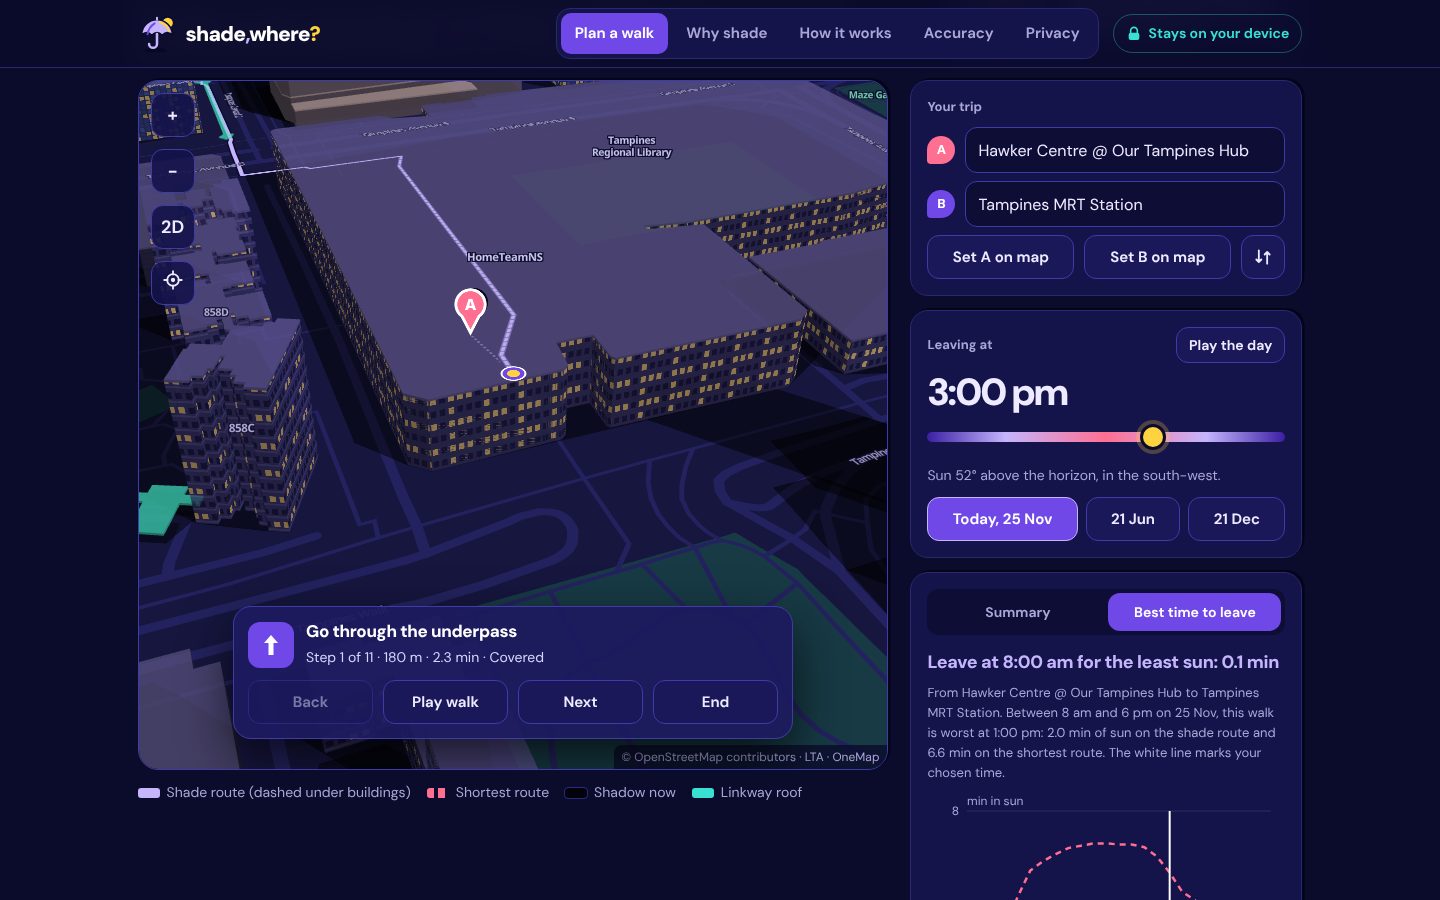 shade,where?
Plan a walk
Why shade
How it works
Accuracy
Privacy
Stays on your device
+
Maze Ga
Tampines
Regional Library
−
2D
HomeTeamNS
A
858D
858C
Tampine
Go through the underpass
Step 1 of 11 · 180 m · 2.3 min · Covered
Back
Play walk
Next
End
© OpenStreetMap contributors · LTA · OneMap
Shade route (dashed under buildings)
Shortest route
Shadow now
Linkway roof
Your trip
A
Hawker Centre @ Our Tampines Hub
B
Tampines MRT Station
Set A on map
Set B on map
Leaving at
Play the day
3:00 pm
Sun 52° above the horizon, in the south-west.
Today, 25 Nov
21 Jun
21 Dec
Summary
Best time to leave
Leave at 8:00 am for the least sun: 0.1 min
From Hawker Centre @ Our Tampines Hub to Tampines
MRT Station. Between 8 am and 6 pm on 25 Nov, this walk
is worst at 1:00 pm: 2.0 min of sun on the shade route and
6.6 min on the shortest route. The white line marks your
chosen time.
min in sun
8